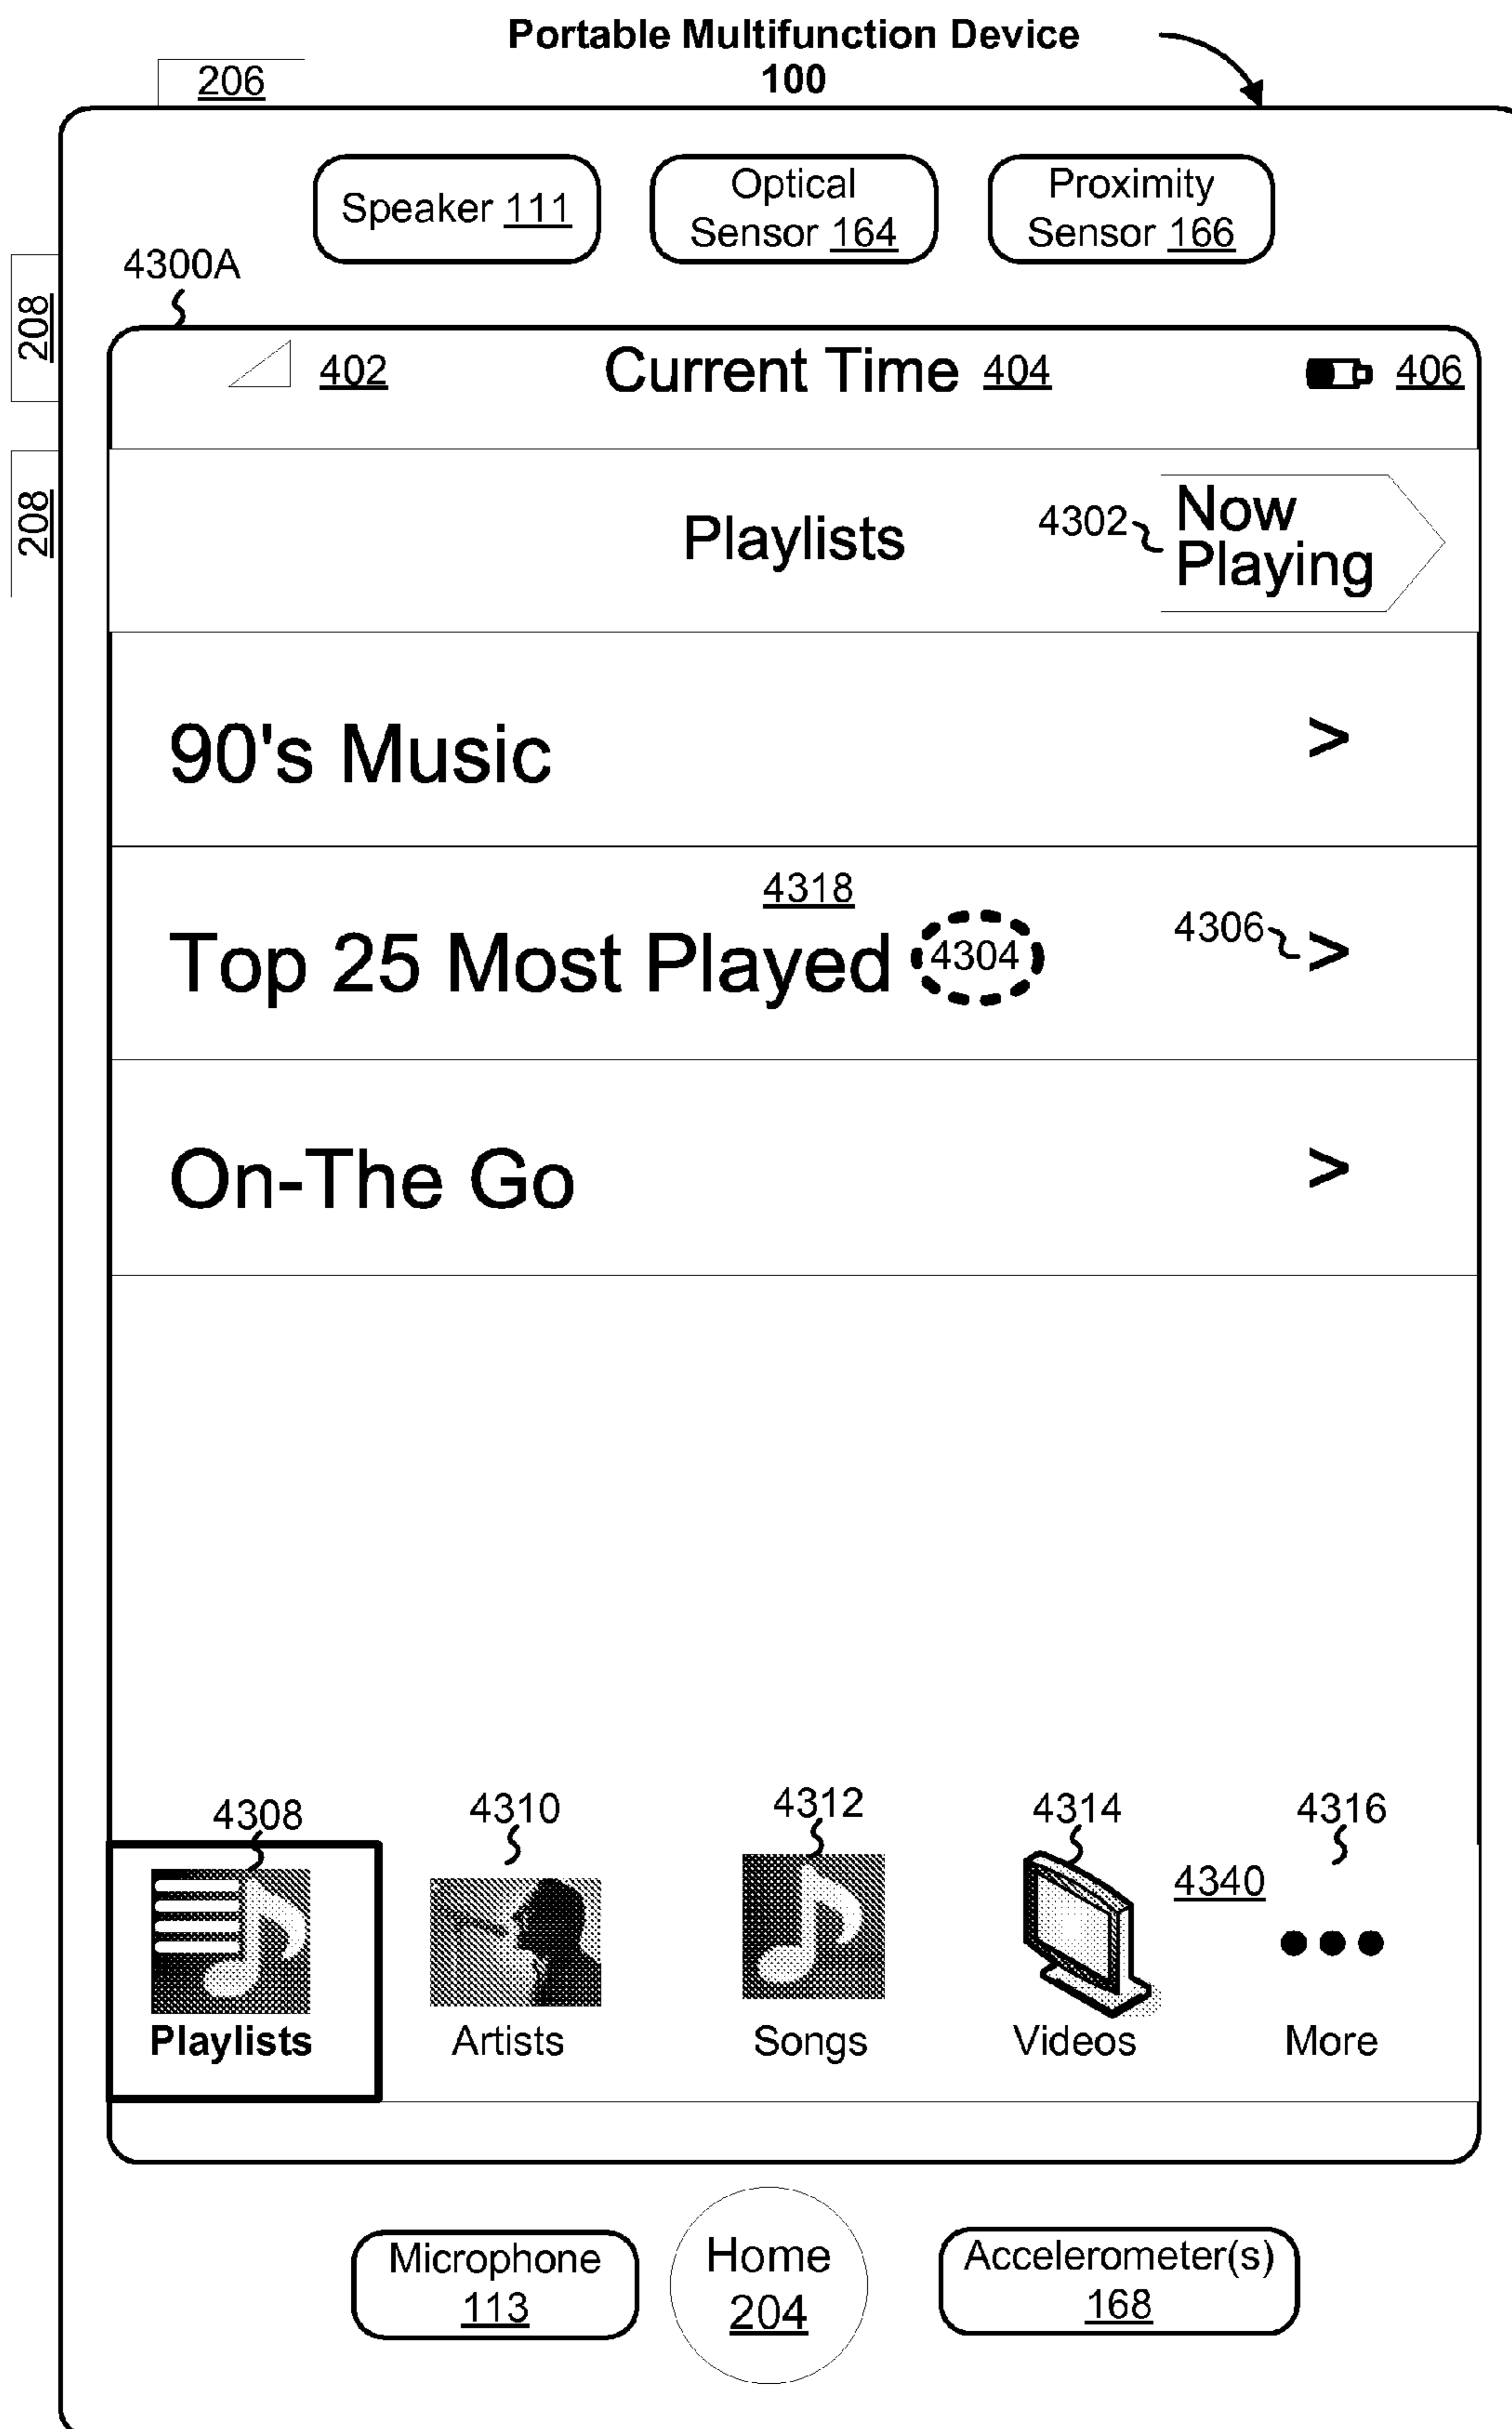 Portable Multifunction Device
100
206
Speaker 111
Optical
Sensor 164
Proximity
Sensor 166
4300A
208
208
402
Current Time 404
406
Playlists
4302
Now
Playing
90's Music
>
4318
Top 25 Most Played
4304
4306
>
On-The Go
>
4308
4310
4312
4314
4316
4340
Playlists
Artists
Songs
Videos
More
Microphone
113
Home
204
Accelerometer(s)
168